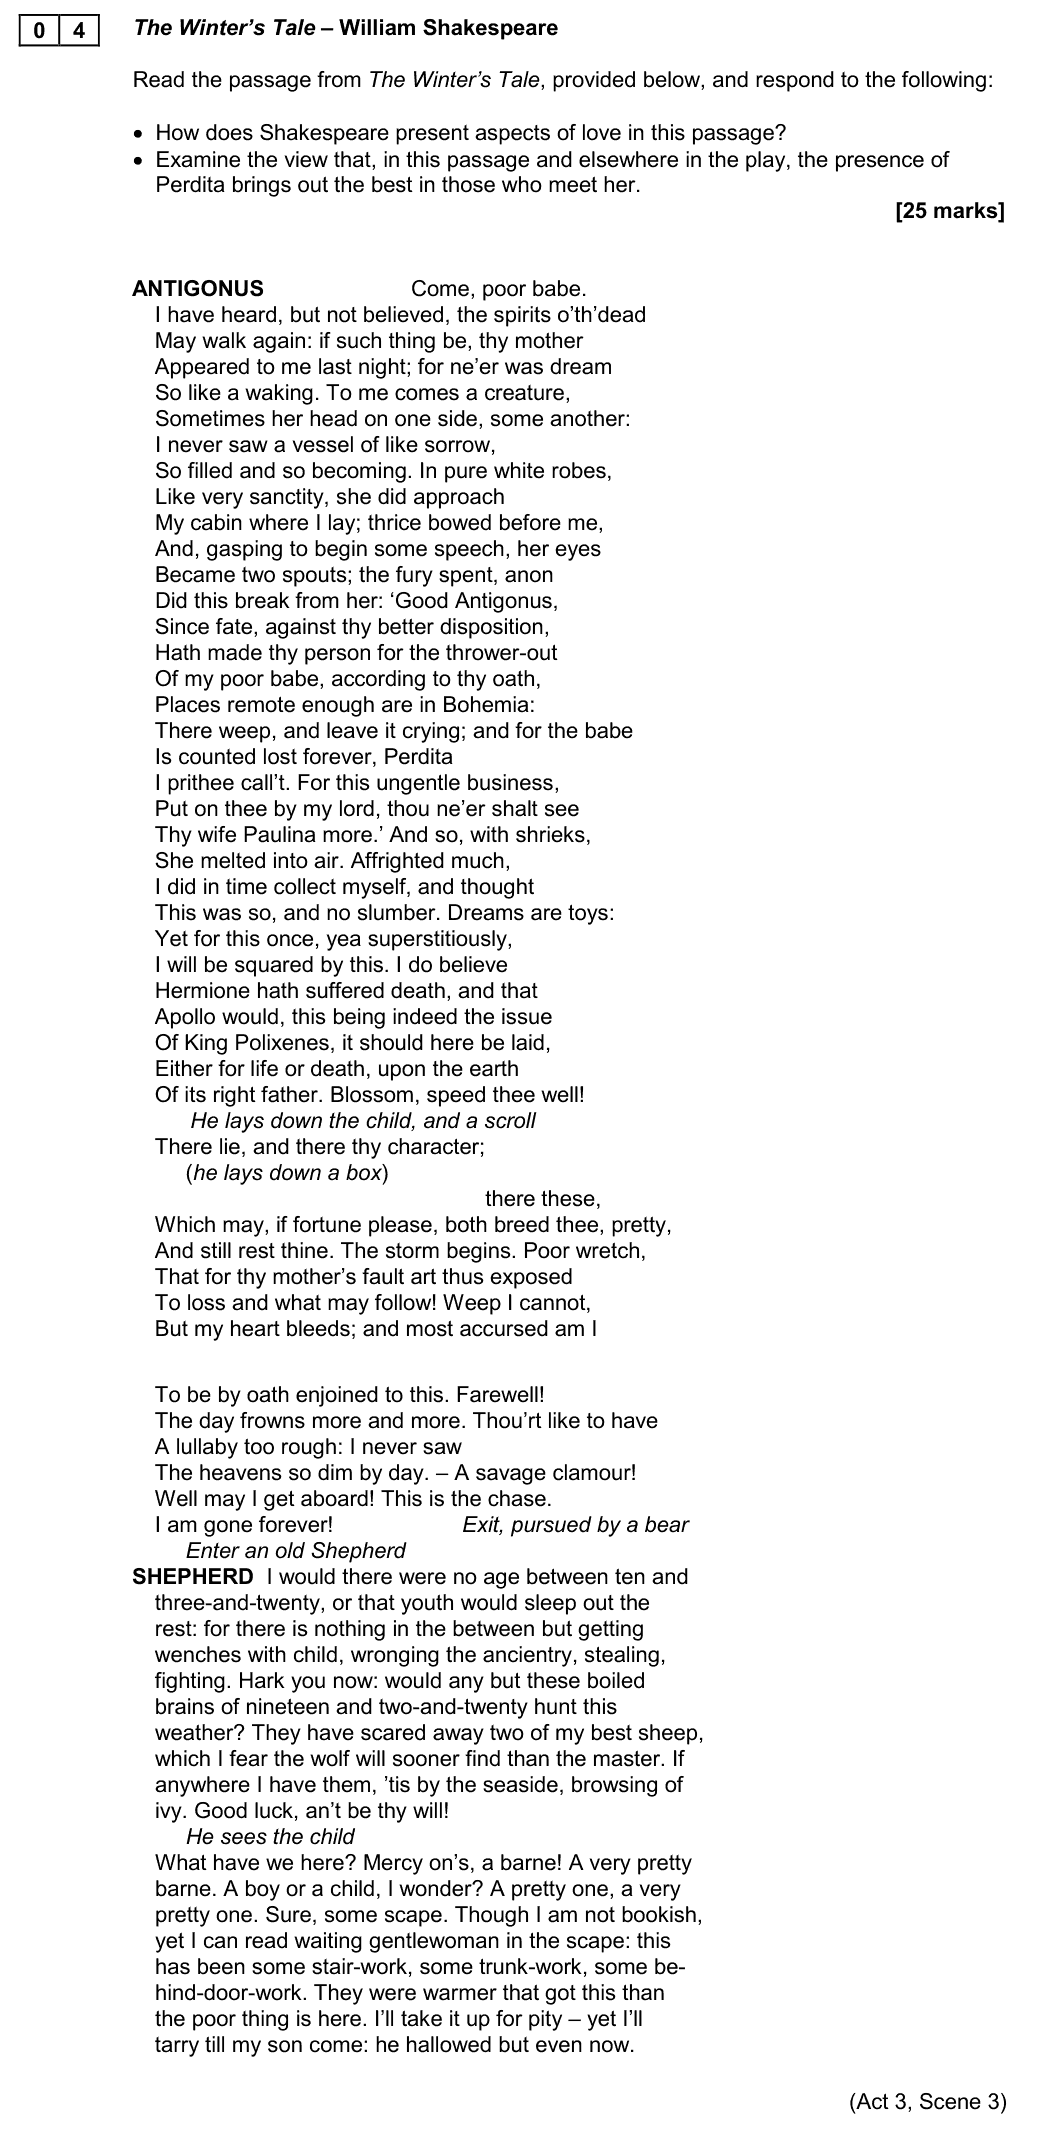 0 4 The Winter's Tale – William Shakespeare
Read the passage from The Winter's Tale, provided below, and respond to the following:
• How does Shakespeare present aspects of love in this passage?
• Examine the view that, in this passage and elsewhere in the play, the presence of
Perdita brings out the best in those who meet her.
[25 marks]
ANTIGONUS Come, poor babe.
I have heard, but not believed, the spirits o'th'dead
May walk again: if such thing be, thy mother
Appeared to me last night; for ne'er was dream
So like a waking. To me comes a creature,
Sometimes her head on one side, some another:
I never saw a vessel of like sorrow,
So filled and so becoming. In pure white robes,
Like very sanctity, she did approach
My cabin where I lay; thrice bowed before me,
And, gasping to begin some speech, her eyes
Became two spouts; the fury spent, anon
Did this break from her: 'Good Antigonus,
Since fate, against thy better disposition,
Hath made thy person for the thrower-out
Of my poor babe, according to thy oath,
Places remote enough are in Bohemia:
There weep, and leave it crying; and for the babe
Is counted lost forever, Perdita
I prithee call't. For this ungentle business,
Put on thee by my lord, thou ne'er shalt see
Thy wife Paulina more.' And so, with shrieks,
She melted into air. Affrighted much,
I did in time collect myself, and thought
This was so, and no slumber. Dreams are toys:
Yet for this once, yea superstitiously,
I will be squared by this. I do believe
Hermione hath suffered death, and that
Apollo would, this being indeed the issue
Of King Polixenes, it should here be laid,
Either for life or death, upon the earth
Of its right father. Blossom, speed thee well!
He lays down the child, and a scroll
There lie, and there thy character;
(he lays down a box)
there these,
Which may, if fortune please, both breed thee, pretty,
And still rest thine. The storm begins. Poor wretch,
That for thy mother's fault art thus exposed
To loss and what may follow! Weep I cannot,
But my heart bleeds; and most accursed am I
To be by oath enjoined to this. Farewell!
The day frowns more and more. Thou'rt like to have
A lullaby too rough: I never saw
The heavens so dim by day. – A savage clamour!
Well may I get aboard! This is the chase.
I am gone forever! Exit, pursued by a bear
Enter an old Shepherd
SHEPHERD I would there were no age between ten and
three-and-twenty, or that youth would sleep out the
rest: for there is nothing in the between but getting
wenches with child, wronging the ancientry, stealing,
fighting. Hark you now: would any but these boiled
brains of nineteen and two-and-twenty hunt this
weather? They have scared away two of my best sheep,
which I fear the wolf will sooner find than the master. If
anywhere I have them, 'tis by the seaside, browsing of
ivy. Good luck, an't be thy will!
He sees the child
What have we here? Mercy on's, a barne! A very pretty
barne. A boy or a child, I wonder? A pretty one, a very
pretty one. Sure, some scape. Though I am not bookish,
yet I can read waiting gentlewoman in the scape: this
has been some stair-work, some trunk-work, some be-
hind-door-work. They were warmer that got this than
the poor thing is here. I'll take it up for pity – yet I'll
tarry till my son come: he hallowed but even now.
(Act 3, Scene 3)